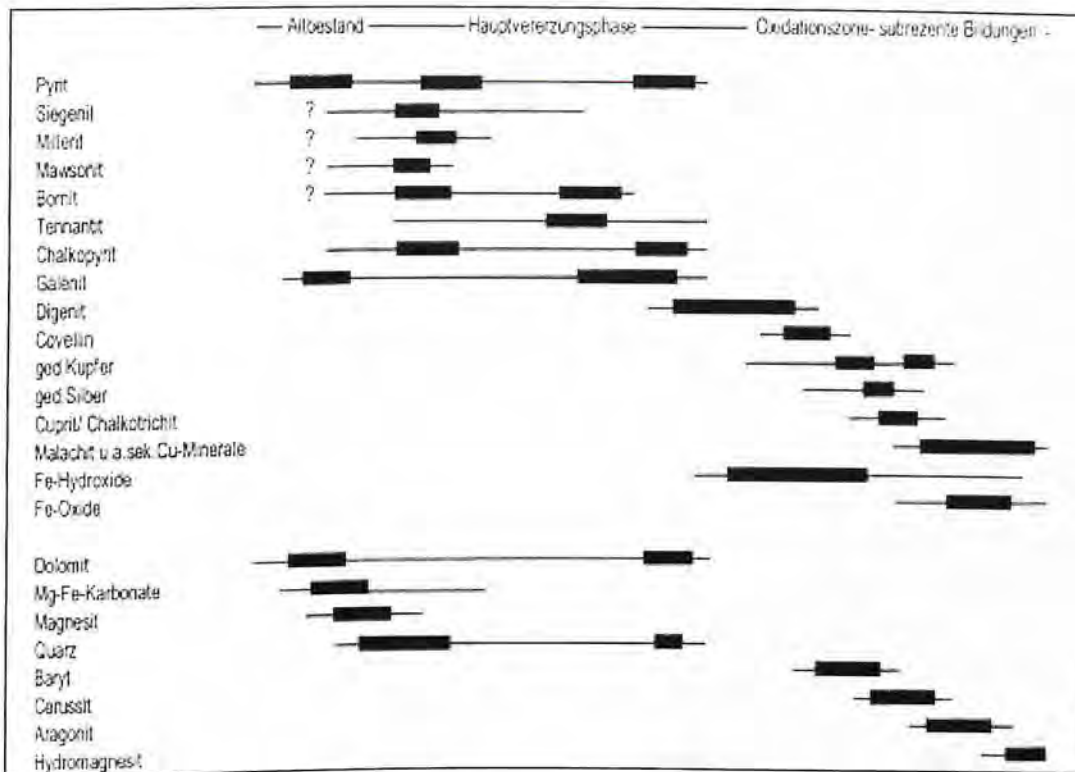 Altbestand Hauptvererzungsphase Oxidationszone- subrezente Bildungen -
Pyrit
Siegenit ?
Millerit ?
Mawsonit ?
Bornit ?
Tennantit
Chalkopyrit
Galenit
Digenit
Covellin
ged.Kupfer
ged.Silber
Cuprit/ Chalkotrichit
Malachit u.a.sek.Cu-Minerale
Fe-Hydroxide
Fe-Oxide
Dolomit
Mg-Fe-Karbonate
Magnesit
Quarz
Baryt
Cerussit
Aragonit
Hydromagnesit